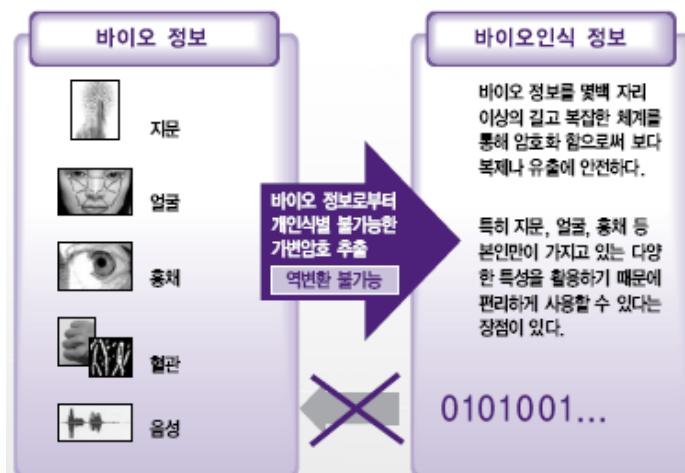 바이오 정보
지문
얼굴
홍채
혈관
음성
바이오 정보로부터
개인식별 불가능한
가변암호 추출
역변환 불가능
바이오인식 정보
바이오 정보를 몇백 자리
이상의 길고 복잡한 체계를
통해 암호화 함으로써 보다
복제나 유출에 안전하다.
특히 지문, 얼굴, 홍채 등
본인만이 가지고 있는 다양
한 특성을 활용하기 때문에
편리하게 사용할 수 있다는
장점이 있다.
0101001...